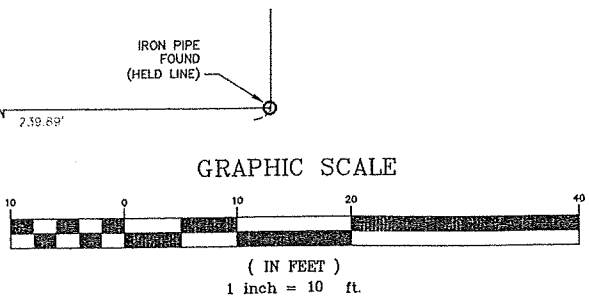 IRON PIPE
FOUND
(HELD LINE)
239.89'
GRAPHIC SCALE
10 0 10 20 40
( IN FEET )
1 inch = 10 ft.